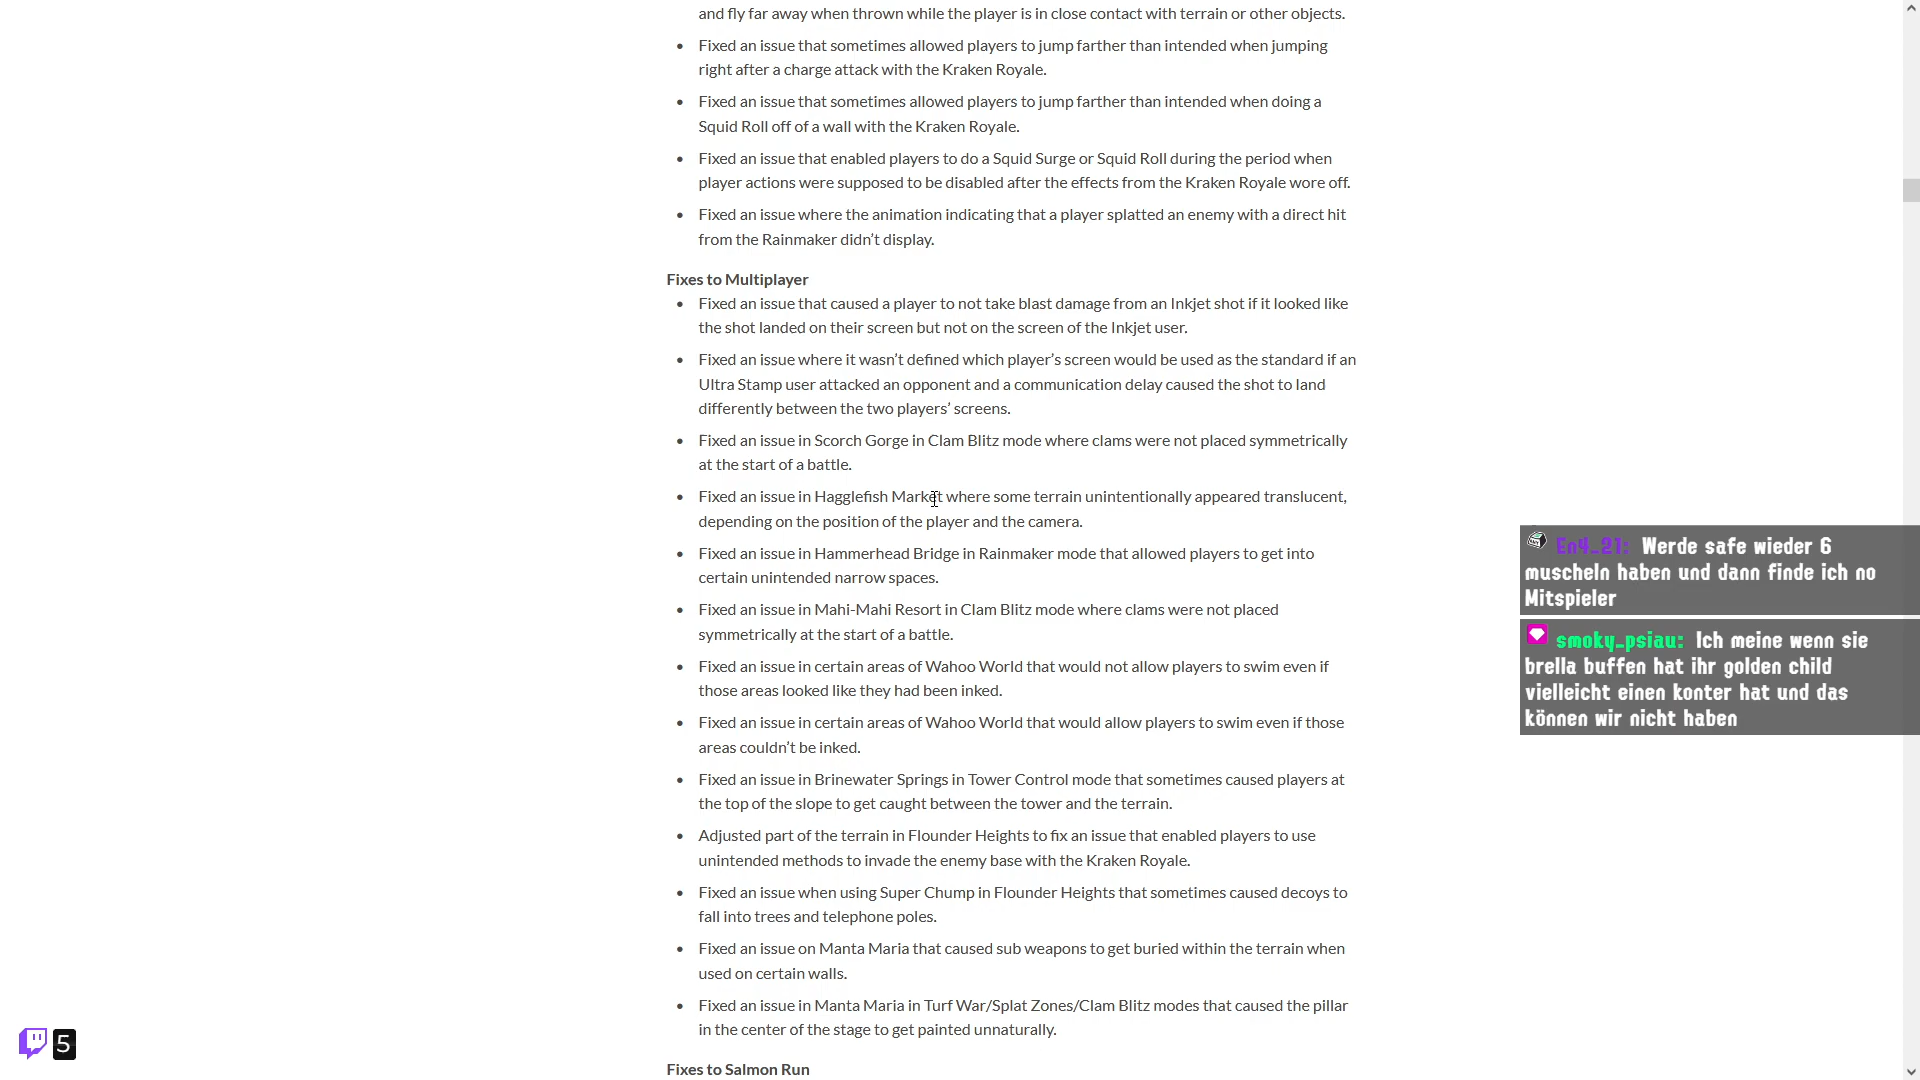 and fly far away when thrown while the player is in close contact with terrain or other objects.
Fixed an issue that sometimes allowed players to jump farther than intended when jumping
right after a charge attack with the Kraken Royale.
Fixed an issue that sometimes allowed players to jump farther than intended when doing a
Squid Roll off of a wall with the Kraken Royale.
Fixed an issue that enabled players to do a Squid Surge or Squid Roll during the period when
player actions were supposed to be disabled after the effects from the Kraken Royale wore off.
Fixed an issue where the animation indicating that a player splatted an enemy with a direct hit
from the Rainmaker didn’t display.
Fixes to Multiplayer
Fixed an issue that caused a player to not take blast damage from an Inkjet shot if it looked like
the shot landed on their screen but not on the screen of the Inkjet user.
Fixed an issue where it wasn’t defined which player’s screen would be used as the standard if an
Ultra Stamp user attacked an opponent and a communication delay caused the shot to land
differently between the two players’ screens.
Fixed an issue in Scorch Gorge in Clam Blitz mode where clams were not placed symmetrically
at the start of a battle.
Fixed an issue in Hagglefish Market where some terrain unintentionally appeared translucent,
depending on the position of the player and the camera.
Fixed an issue in Hammerhead Bridge in Rainmaker mode that allowed players to get into
certain unintended narrow spaces.
Fixed an issue in Mahi-Mahi Resort in Clam Blitz mode where clams were not placed
symmetrically at the start of a battle.
Fixed an issue in certain areas of Wahoo World that would not allow players to swim even if
those areas looked like they had been inked.
Fixed an issue in certain areas of Wahoo World that would allow players to swim even if those
areas couldn’t be inked.
Fixed an issue in Brinewater Springs in Tower Control mode that sometimes caused players at
the top of the slope to get caught between the tower and the terrain.
Adjusted part of the terrain in Flounder Heights to fix an issue that enabled players to use
unintended methods to invade the enemy base with the Kraken Royale.
Fixed an issue when using Super Chump in Flounder Heights that sometimes caused decoys to
fall into trees and telephone poles.
Fixed an issue on Manta Maria that caused sub weapons to get buried within the terrain when
used on certain walls.
Fixed an issue in Manta Maria in Turf War/Splat Zones/Clam Blitz modes that caused the pillar
in the center of the stage to get painted unnaturally.
Fixes to Salmon Run
En4_21: Werde safe wieder 6
muscheln haben und dann finde ich no
Mitspieler
smoky_psiau: Ich meine wenn sie
brella buffen hat ihr golden child
vielleicht einen konter hat und das
können wir nicht haben
5